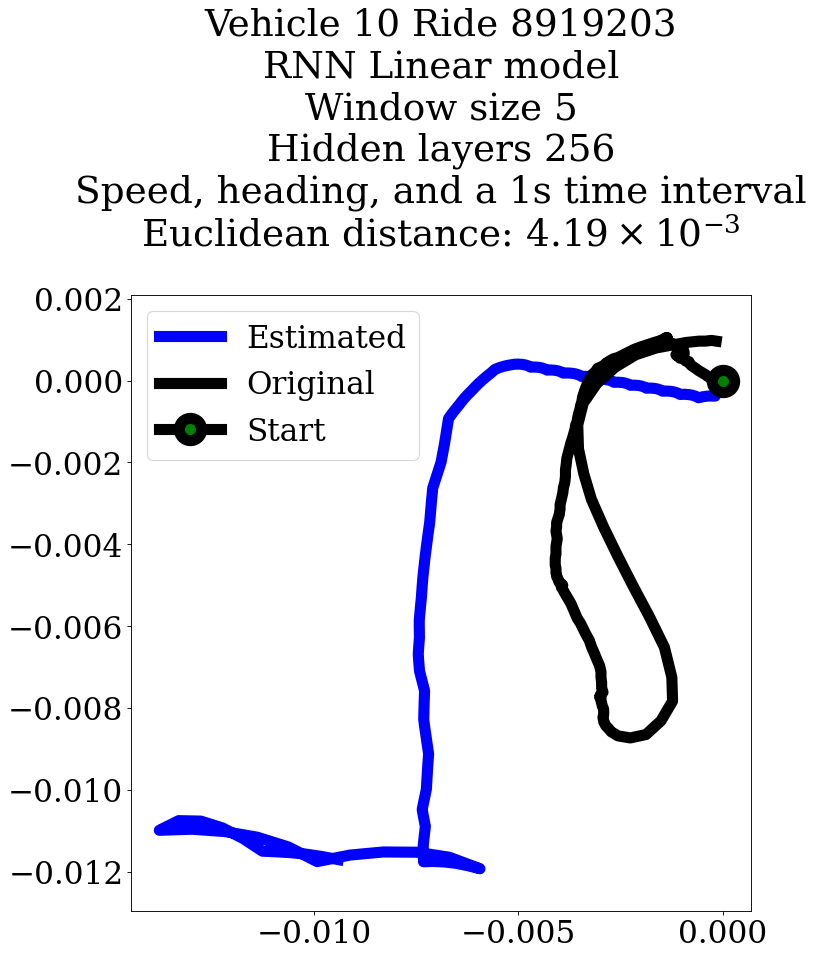 Vehicle 10 Ride 8919203
RNN Linear model
Window size 5
Hidden layers 256
Speed, heading, and a 1s time interval
Euclidean distance: 4.19 × 10⁻³
0.002
0.000
−0.002
−0.004
−0.006
−0.008
−0.010
−0.012
Estimated
Original
Start
−0.010
−0.005
0.000